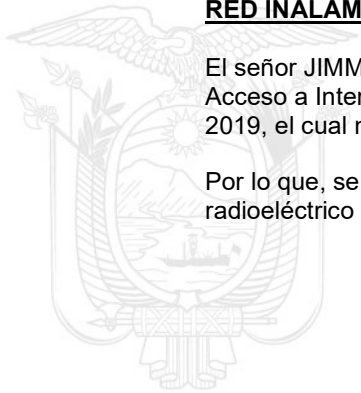 RED INALAM
El señor JIMM
Acceso a Inter
2019, el cual
Por lo que, se
radioeléctrico